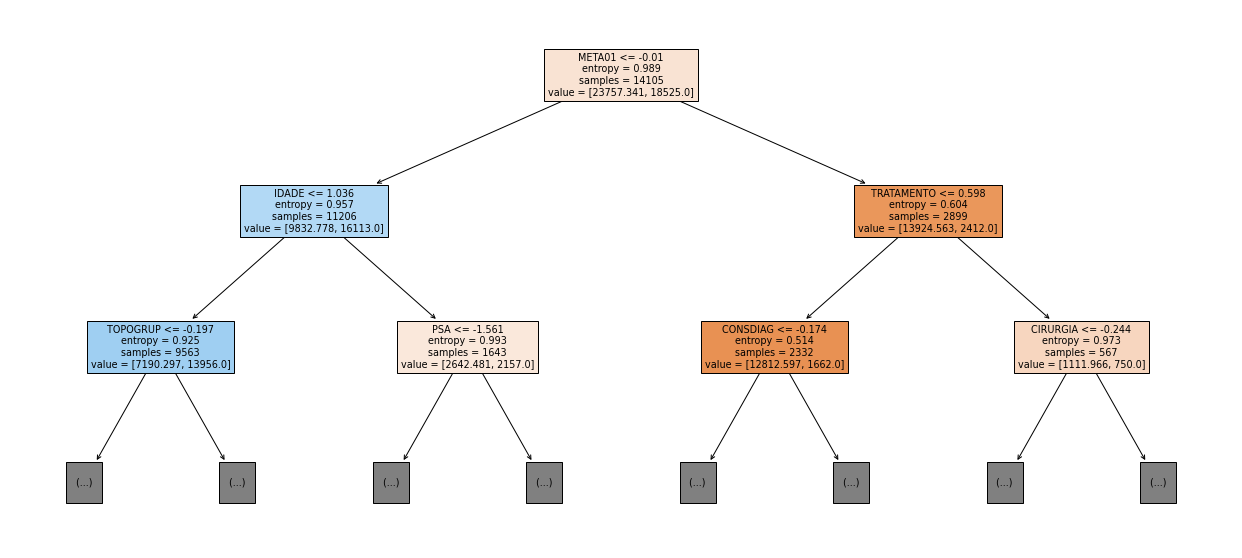 META01 <= -0.01
entropy = 0.989
samples = 14105
value = [23757.341, 18525.0]
IDADE <= 1.036
entropy = 0.957
samples = 11206
value = [9832.778, 16113.0]
TRATAMENTO <= 0.598
entropy = 0.604
samples = 2899
value = [13924.563, 2412.0]
TOPOGRUP <= -0.197
entropy = 0.925
samples = 9563
value = [7190.297, 13956.0]
PSA <= -1.561
entropy = 0.993
samples = 1643
value = [2642.481, 2157.0]
CONSDIAG <= -0.174
entropy = 0.514
samples = 2332
value = [12812.597, 1662.0]
CIRURGIA <= -0.244
entropy = 0.973
samples = 567
value = [1111.966, 750.0]
(...)
(...)
(...)
(...)
(...)
(...)
(...)
(...)